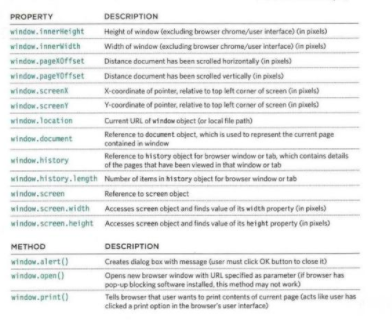 PROPERTY DESCRIPTION
window.innerHeight Height of window (excluding browser chrome/user interface) (in pixels)
window.innerWidth Width of window (excluding browser chrome/user interface) (in pixels)
window.pageXOffset Distance document has been scrolled horizontally (in pixels)
window.pageYOffset Distance document has been scrolled vertically (in pixels)
window.screenX X-coordinate of pointer, relative to top left corner of screen (in pixels)
window.screenY Y-coordinate of pointer, relative to top left corner of screen (in pixels)
window.location Current URL of window object (or local file path)
window.document Reference to document object, which is used to represent the current page
contained in window
window.history Reference to history object for browser window or tab, which contains details
of the pages that have been viewed in that window or tab
window.history.length Number of items in history object for browser window or tab
window.screen Reference to screen object
window.screen.width Accesses screen object and finds value of its width property (in pixels)
window.screen.height Accesses screen object and finds value of its height property (in pixels)
METHOD DESCRIPTION
window.alert() Creates dialog box with message (user must click OK button to close it)
window.open() Opens new browser window with URL specified as parameter (if browser has
pop-up blocking software installed, this method may not work)
window.print() Tells browser that user wants to print contents of current page (acts like user has
clicked a print option in the browser's user interface)